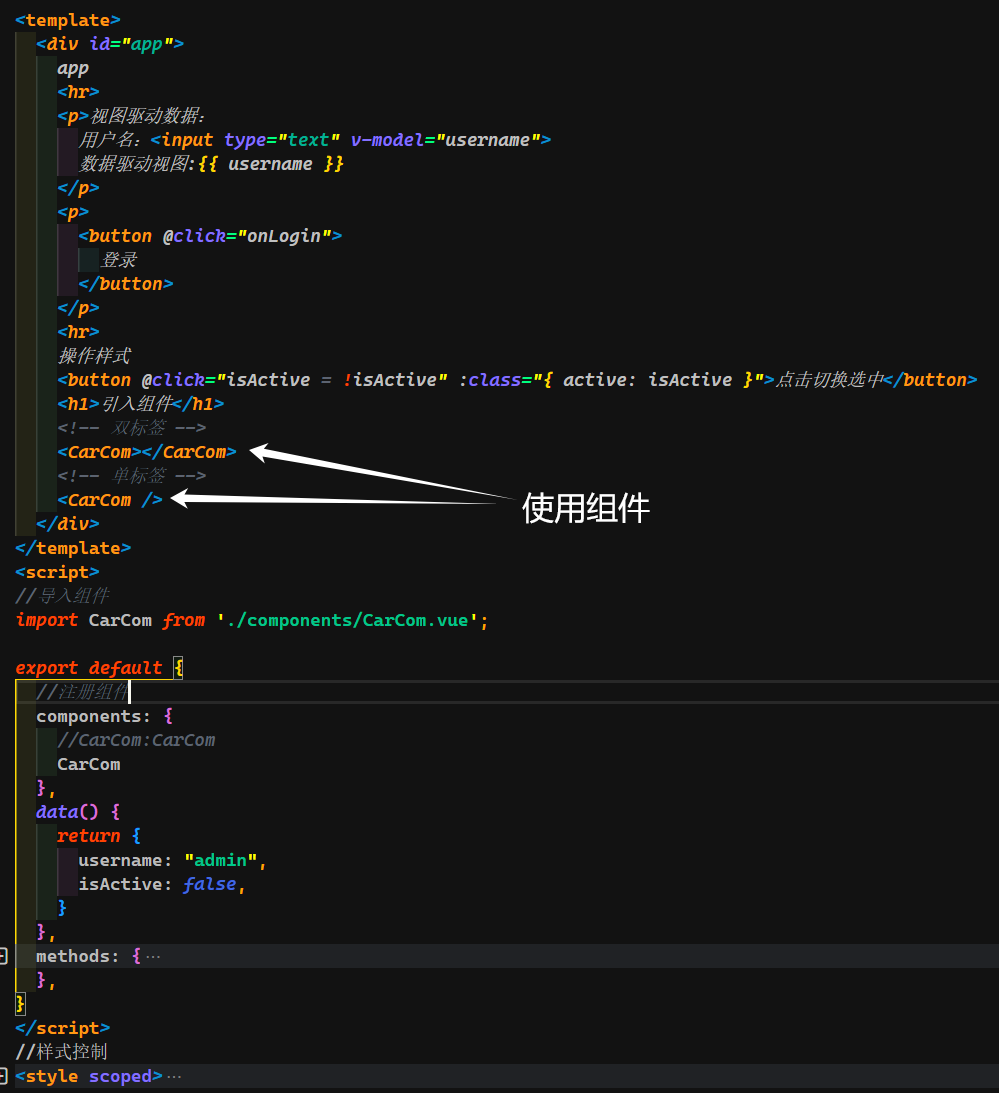 <template>
<div id="app">
app
<hr>
<p>视图驱动数据：
用户名：<input type="text" v-model="username">
数据驱动视图:{{ username }}
</p>
<p>
<button @click="onLogin">
登录
</button>
</p>
<hr>
操作样式
<button @click="isActive = !isActive" :class="{ active: isActive }">点击切换选中</button>
<h1>引入组件</h1>
<!-- 双标签 -->
<CarCom></CarCom>
<!-- 单标签 -->
<CarCom />
使用组件
</div>
</template>
<script>
//导入组件
import CarCom from './components/CarCom.vue';
export default {
//注册组件
components: {
//CarCom:CarCom
CarCom
},
data() {
return {
username: "admin",
isActive: false,
}
},
methods: {···
},
}
</script>
//样式控制
<style scoped>···